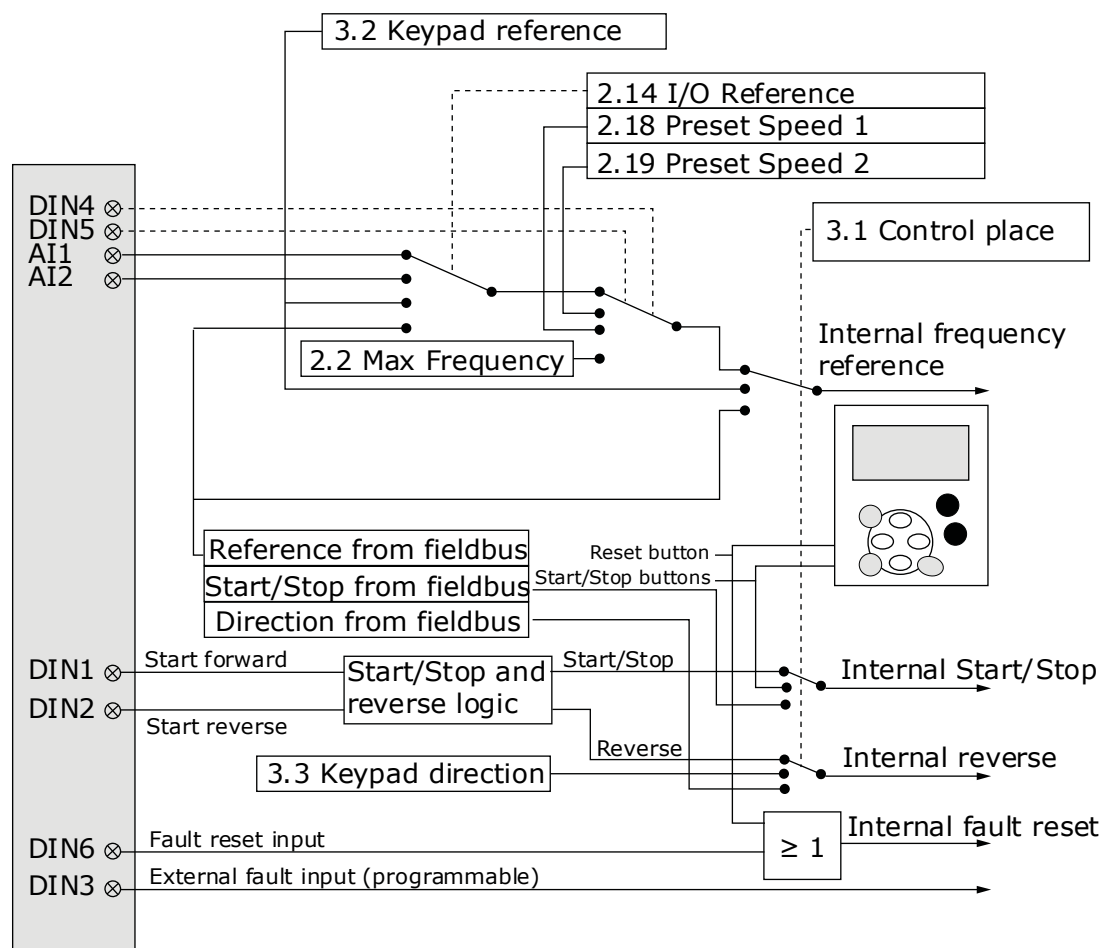 3.2 Keypad reference
2.14 I/O Reference
2.18 Preset Speed 1
2.19 Preset Speed 2
DIN4
DIN5
AI1
AI2
3.1 Control place
Internal frequency
reference
2.2 Max Frequency
Reference from fieldbus
Start/Stop from fieldbus
Direction from fieldbus
Reset button
Start/Stop buttons
DIN1
Start forward
Start/Stop and
reverse logic
Start/Stop
Internal Start/Stop
DIN2
Start reverse
Reverse
Internal reverse
3.3 Keypad direction
Internal fault reset
DIN6
Fault reset input
≥ 1
DIN3
External fault input (programmable)